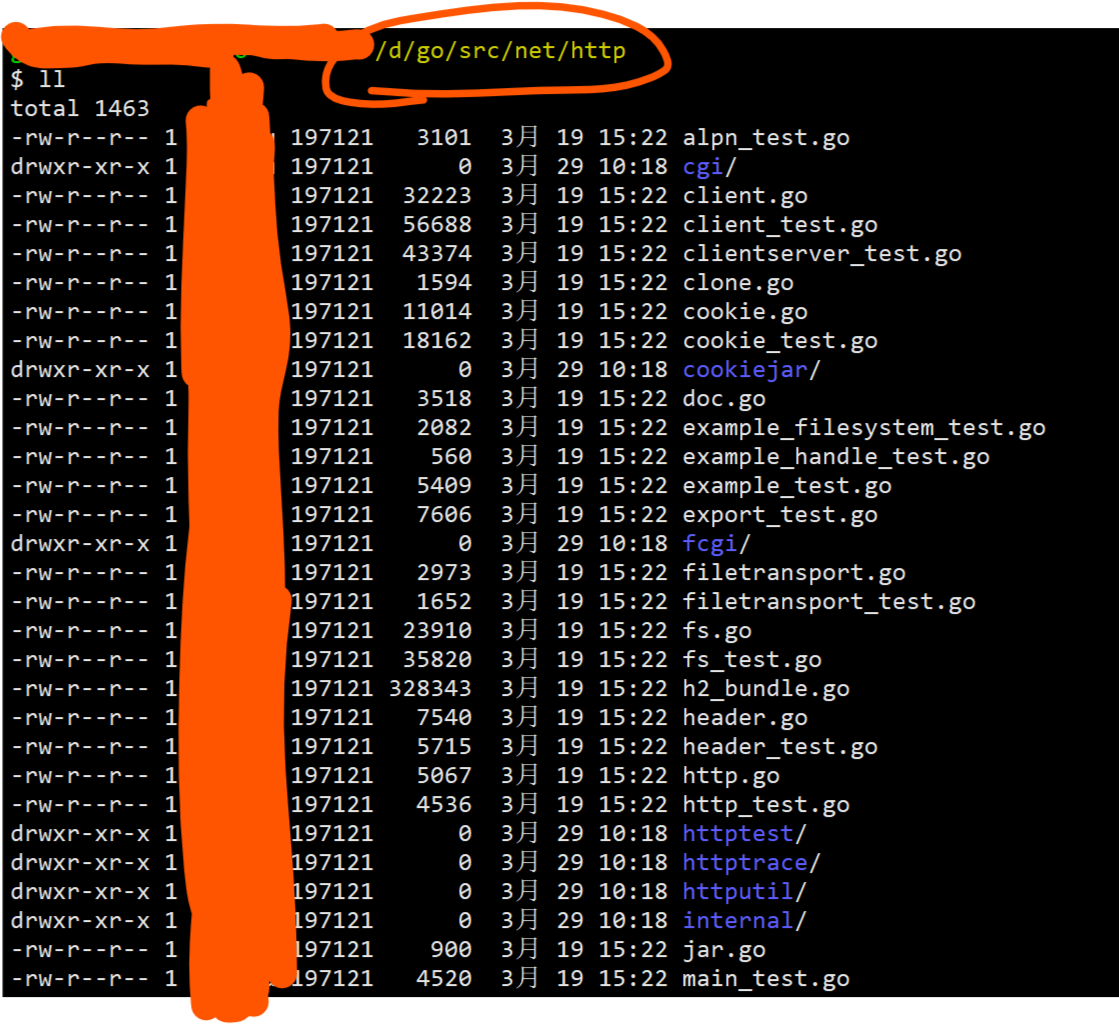 /d/go/src/net/http
$ ll
total 1463
-rw-r--r-- 1 197121 3101 3月 19 15:22 alpn_test.go
drwxr-xr-x 1 197121 0 3月 29 10:18 cgi/
-rw-r--r-- 1 197121 32223 3月 19 15:22 client.go
-rw-r--r-- 1 197121 56688 3月 19 15:22 client_test.go
-rw-r--r-- 1 197121 43374 3月 19 15:22 clientserver_test.go
-rw-r--r-- 1 197121 1594 3月 19 15:22 clone.go
-rw-r--r-- 1 197121 11014 3月 19 15:22 cookie.go
-rw-r--r-- 1 197121 18162 3月 19 15:22 cookie_test.go
drwxr-xr-x 1 197121 0 3月 29 10:18 cookiejar/
-rw-r--r-- 1 197121 3518 3月 19 15:22 doc.go
-rw-r--r-- 1 197121 2082 3月 19 15:22 example_filesystem_test.go
-rw-r--r-- 1 197121 560 3月 19 15:22 example_handle_test.go
-rw-r--r-- 1 197121 5409 3月 19 15:22 example_test.go
-rw-r--r-- 1 197121 7606 3月 19 15:22 export_test.go
drwxr-xr-x 1 197121 0 3月 29 10:18 fcgi/
-rw-r--r-- 1 197121 2973 3月 19 15:22 filetransport.go
-rw-r--r-- 1 197121 1652 3月 19 15:22 filetransport_test.go
-rw-r--r-- 1 197121 23910 3月 19 15:22 fs.go
-rw-r--r-- 1 197121 35820 3月 19 15:22 fs_test.go
-rw-r--r-- 1 197121 328343 3月 19 15:22 h2_bundle.go
-rw-r--r-- 1 197121 7540 3月 19 15:22 header.go
-rw-r--r-- 1 197121 5715 3月 19 15:22 header_test.go
-rw-r--r-- 1 197121 5067 3月 19 15:22 http.go
-rw-r--r-- 1 197121 4536 3月 19 15:22 http_test.go
drwxr-xr-x 1 197121 0 3月 29 10:18 httptest/
drwxr-xr-x 1 197121 0 3月 29 10:18 httptrace/
drwxr-xr-x 1 197121 0 3月 29 10:18 httputil/
drwxr-xr-x 1 197121 0 3月 29 10:18 internal/
-rw-r--r-- 1 197121 900 3月 19 15:22 jar.go
-rw-r--r-- 1 197121 4520 3月 19 15:22 main_test.go